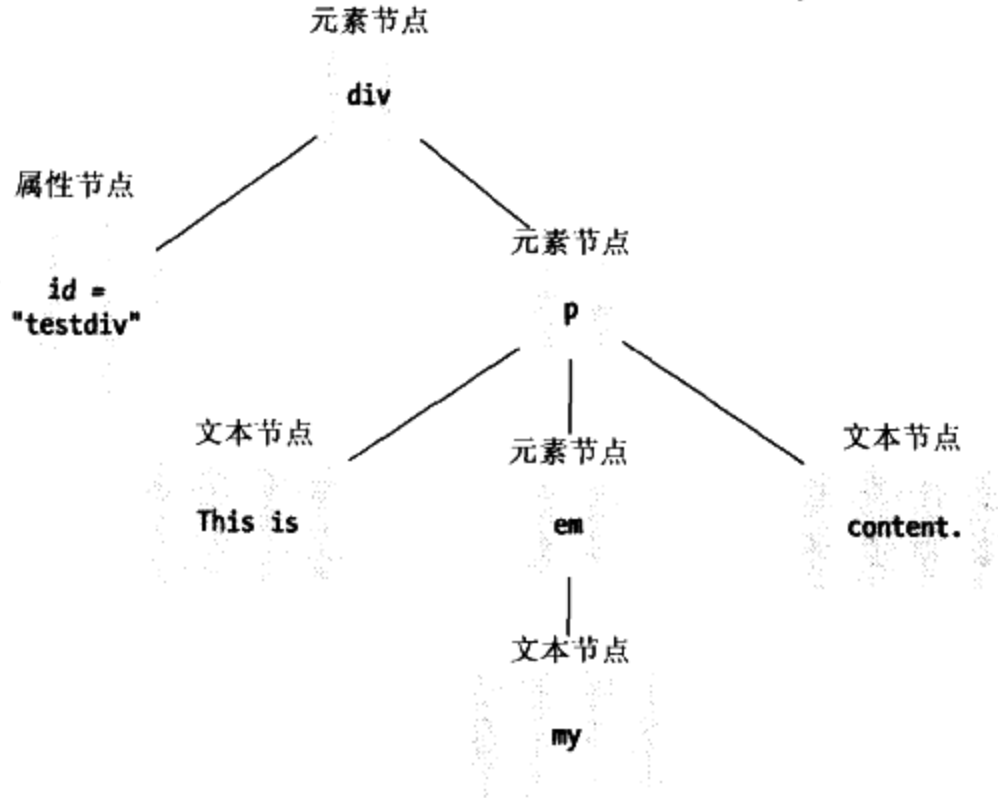 元素节点
div
属性节点
id =
"testdiv"
元素节点
p
文本节点
This is
元素节点
em
文本节点
content.
文本节点
my